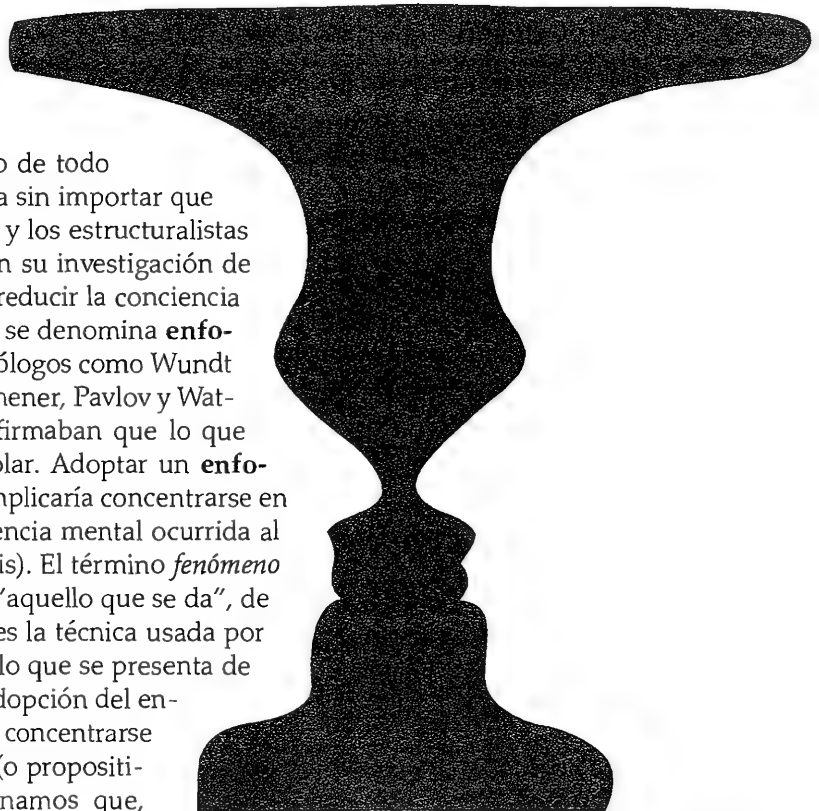 o de todo
a sin importar que
y los estructuralistas
n su investigación de
reducir la conciencia
se denomina enfo-
ólogos como Wundt
hener, Pavlov y Wat-
firmaban que lo que
olar. Adoptar un enfo-
nplicaría concentrarse en
encia mental ocurrida al
is). El término fenómeno
"aquello que se da", de
es la técnica usada por
lo que se presenta de
dopción del en-
concentrarse
(o propositi-
namos que,